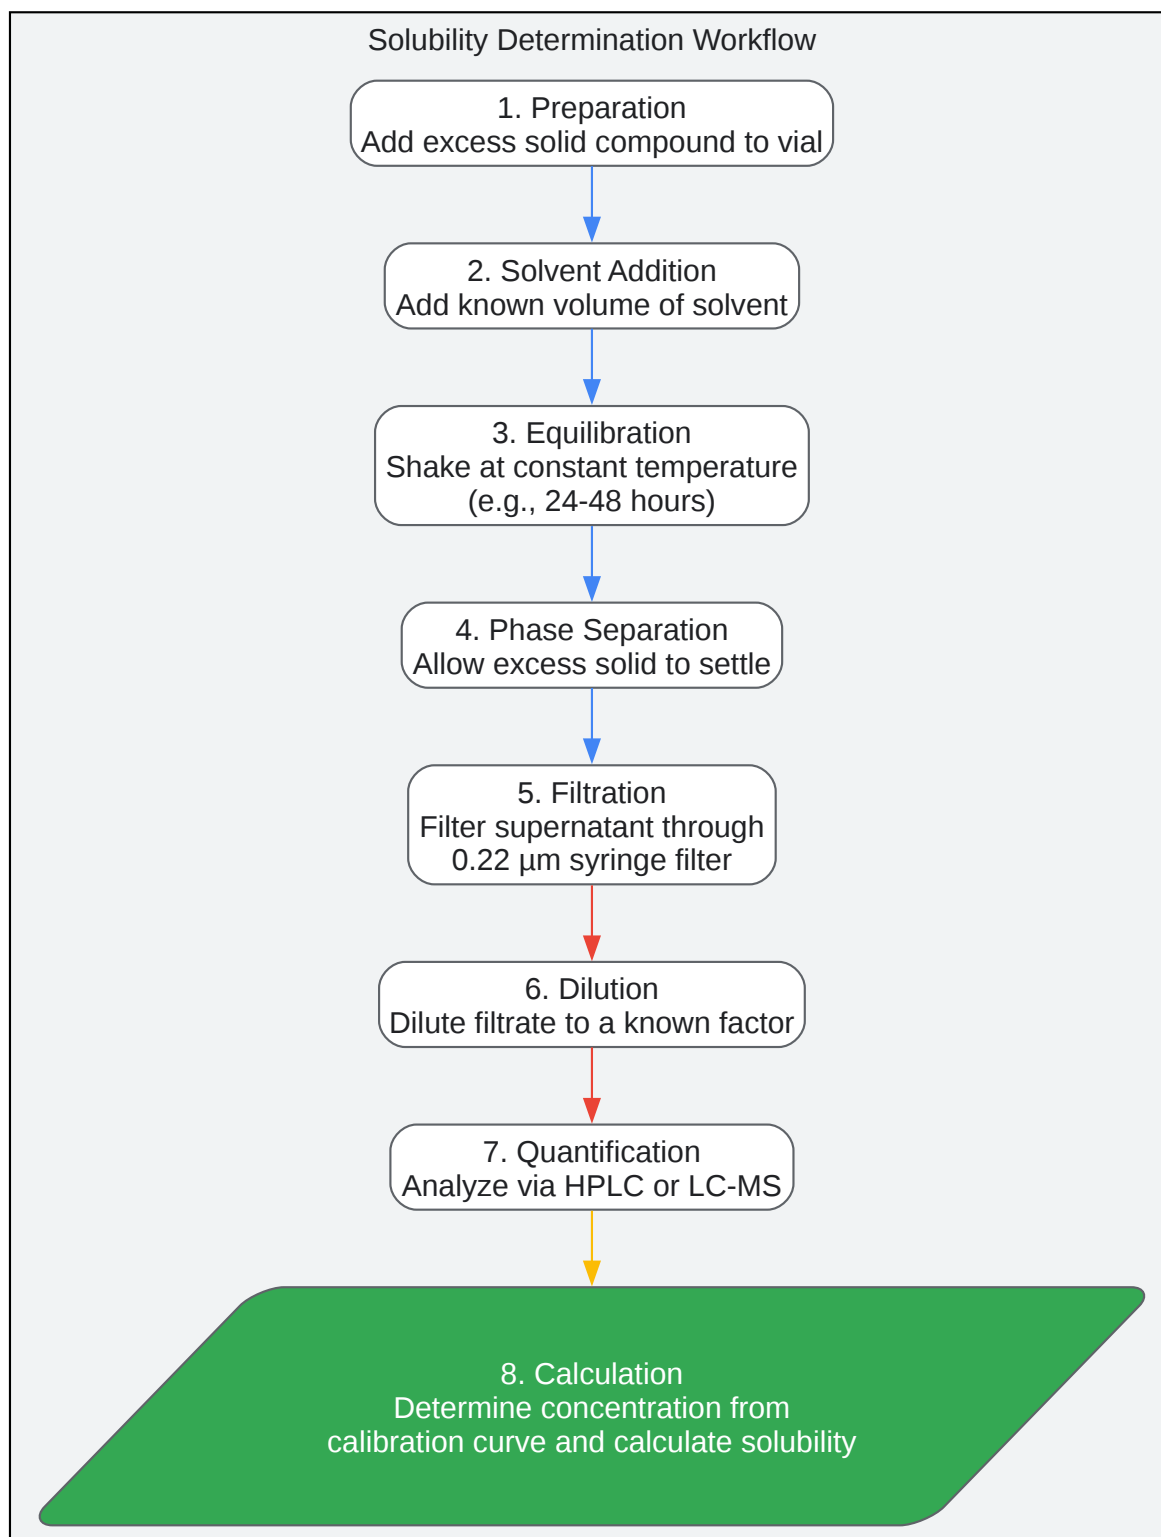 Solubility Determination Workflow
1. Preparation
Add excess solid compound to vial
2. Solvent Addition
Add known volume of solvent
3. Equilibration
Shake at constant temperature
(e.g., 24-48 hours)
4. Phase Separation
Allow excess solid to settle
5. Filtration
Filter supernatant through
0.22 µm syringe filter
6. Dilution
Dilute filtrate to a known factor
7. Quantification
Analyze via HPLC or LC-MS
8. Calculation
Determine concentration from
calibration curve and calculate solubility